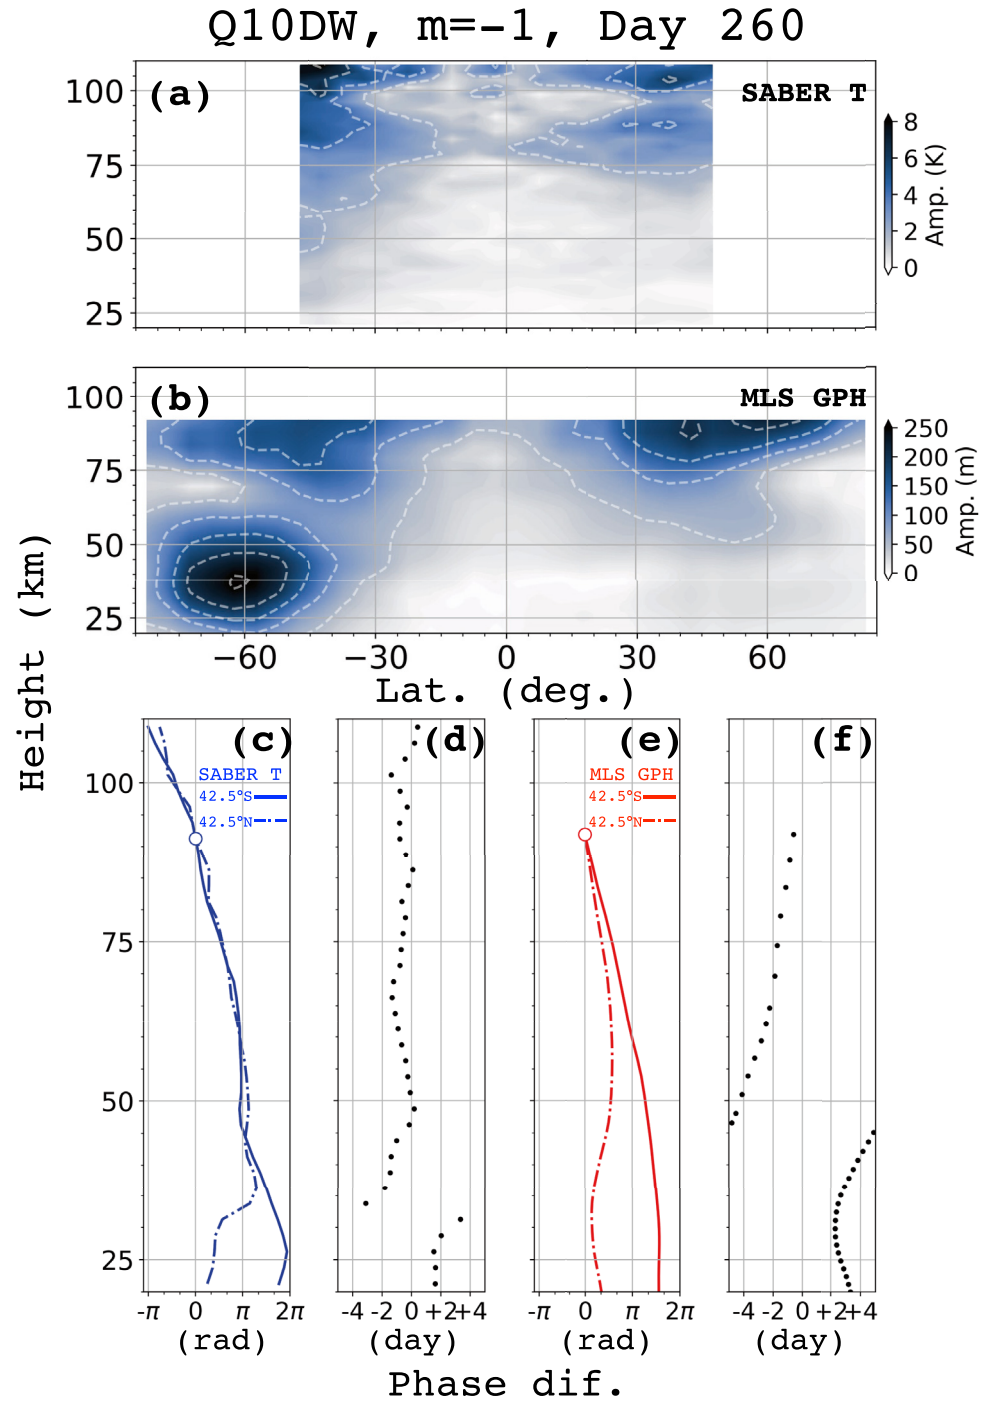 Q10DW, m=−1, Day 260
(a)
SABER T
100
75
50
25
8
6
4
2
0
Amp. (K)
(b)
MLS GPH
100
75
50
25
250
200
150
100
50
0
Amp. (m)
−60 −30 0 30 60
Lat. (deg.)
Height (km)
(c)
SABER T
42.5°S
42.5°N
(d)
(e)
MLS GPH
42.5°S
42.5°N
(f)
100
75
50
25
-π 0 π 2π
(rad)
-4 -2 0 +2 +4
(day)
-π 0 π 2π
(rad)
-4 -2 0 +2 +4
(day)
Phase dif.